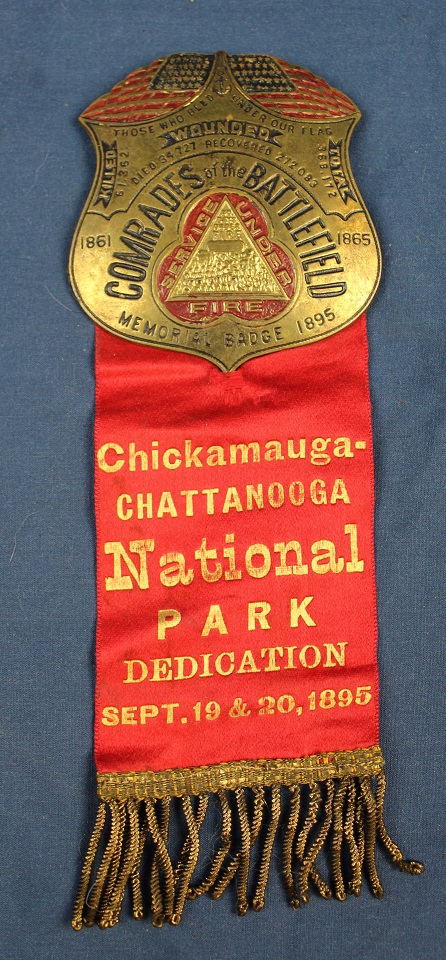 THOSE WHO BLED UNDER OUR FLAG
WOUNDED
KILLED
DIED 34,727 - RECOVERED 272,083
TOTAL
61,362
368,172
COMRADES of the BATTLEFIELD
1861
1865
SERVICE UNDER FIRE
MEMORIAL BADGE 1895
Chickamauga-
CHATTANOOGA
National
PARK
DEDICATION
SEPT. 19 & 20, 1895